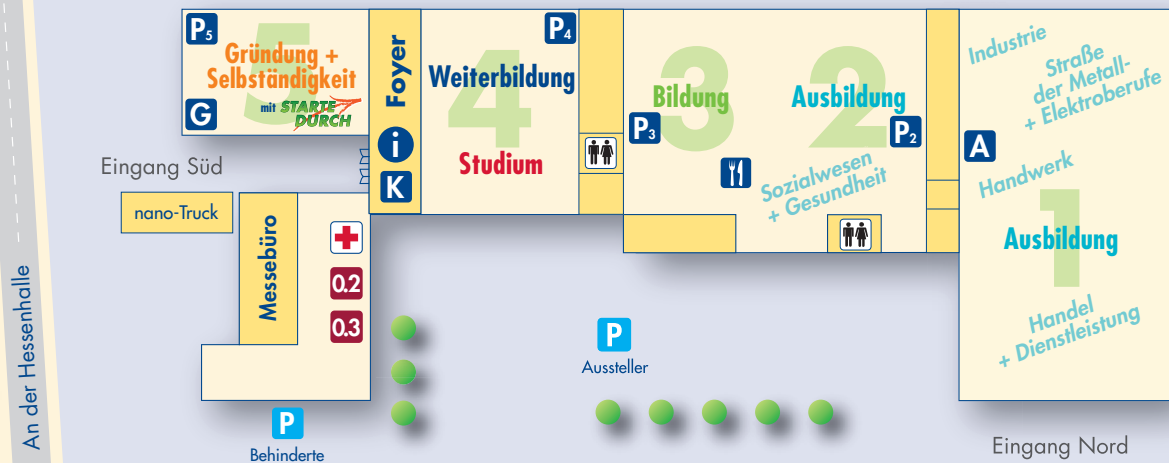 P5
5
Gründung +
Selbständigkeit
mit STARTE
DURCH
G
Foyer
i
K
P4
4
Weiterbildung
Studium
3
Bildung
P3
2
Ausbildung
P2
Sozialwesen
+ Gesundheit
Industrie
Straße
der Metall-
+ Elektroberufe
A
Handwerk
1
Ausbildung
Handel
+ Dienstleistung
Eingang Süd
nano-Truck
Messebüro
0.2
0.3
An der Hessenhalle
P
Behinderte
P
Aussteller
Eingang Nord